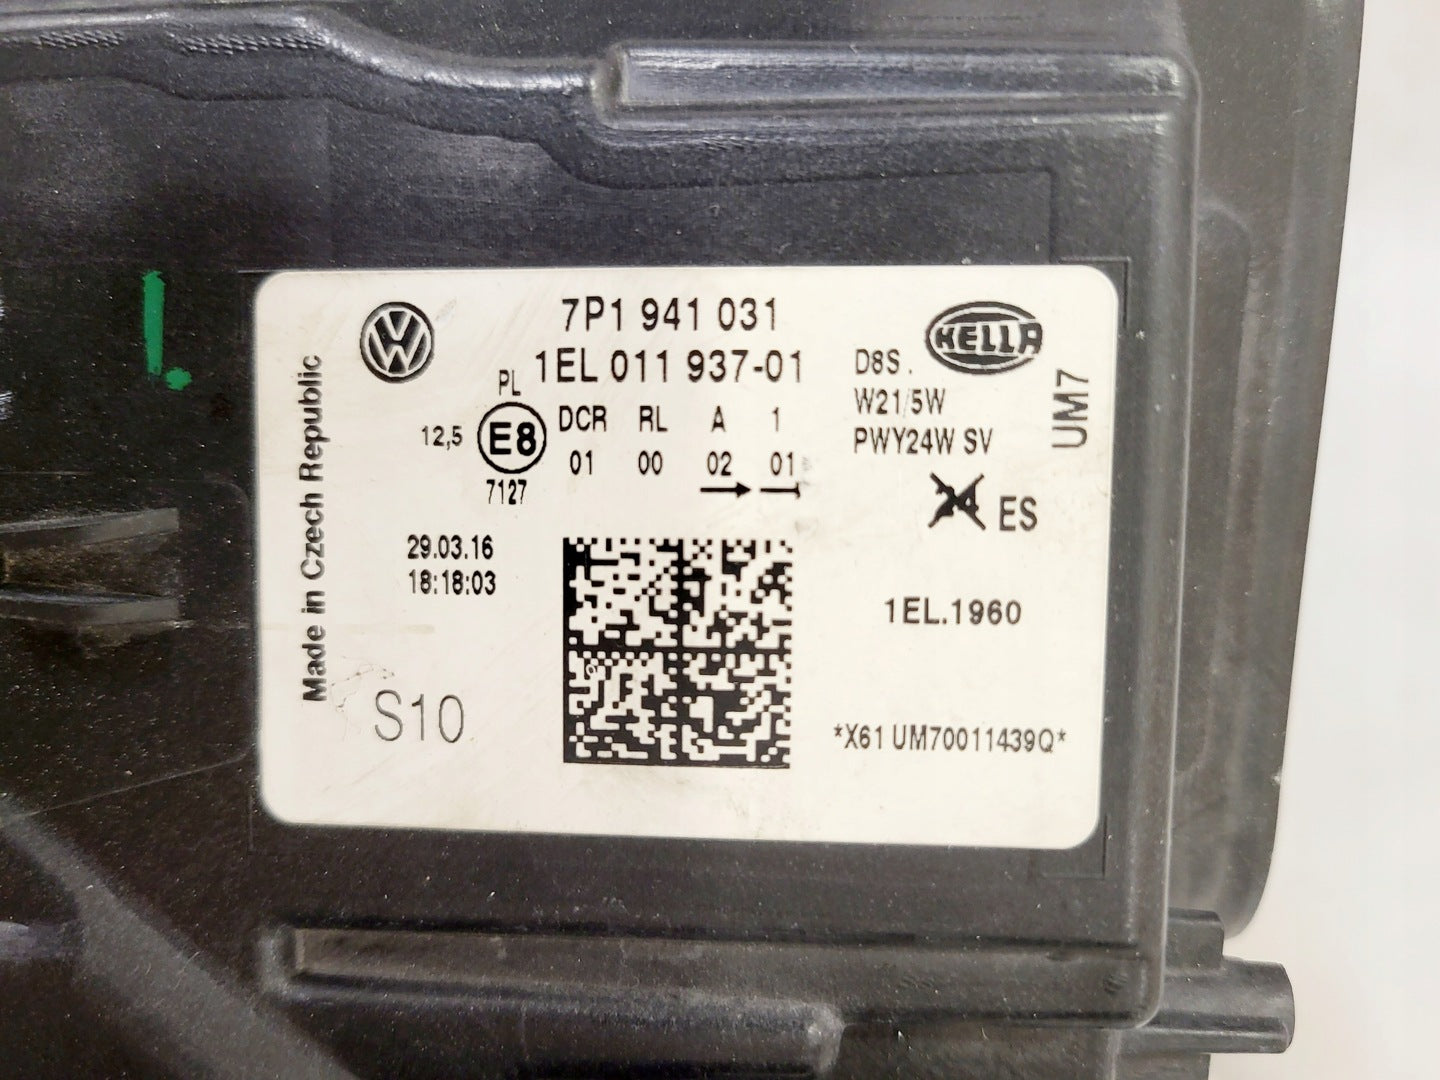 7P1 941 031
1EL 011 937-01
HELLA
D8S.
W21/5W
PWY24W SV
24 ES
UM7
PL
12,5
E8
7127
DCR RL A 1
01 00 02 01
29.03.16
18:18:03
Made in Czech Republic
S10
1EL.1960
*X61 UM70011439Q*